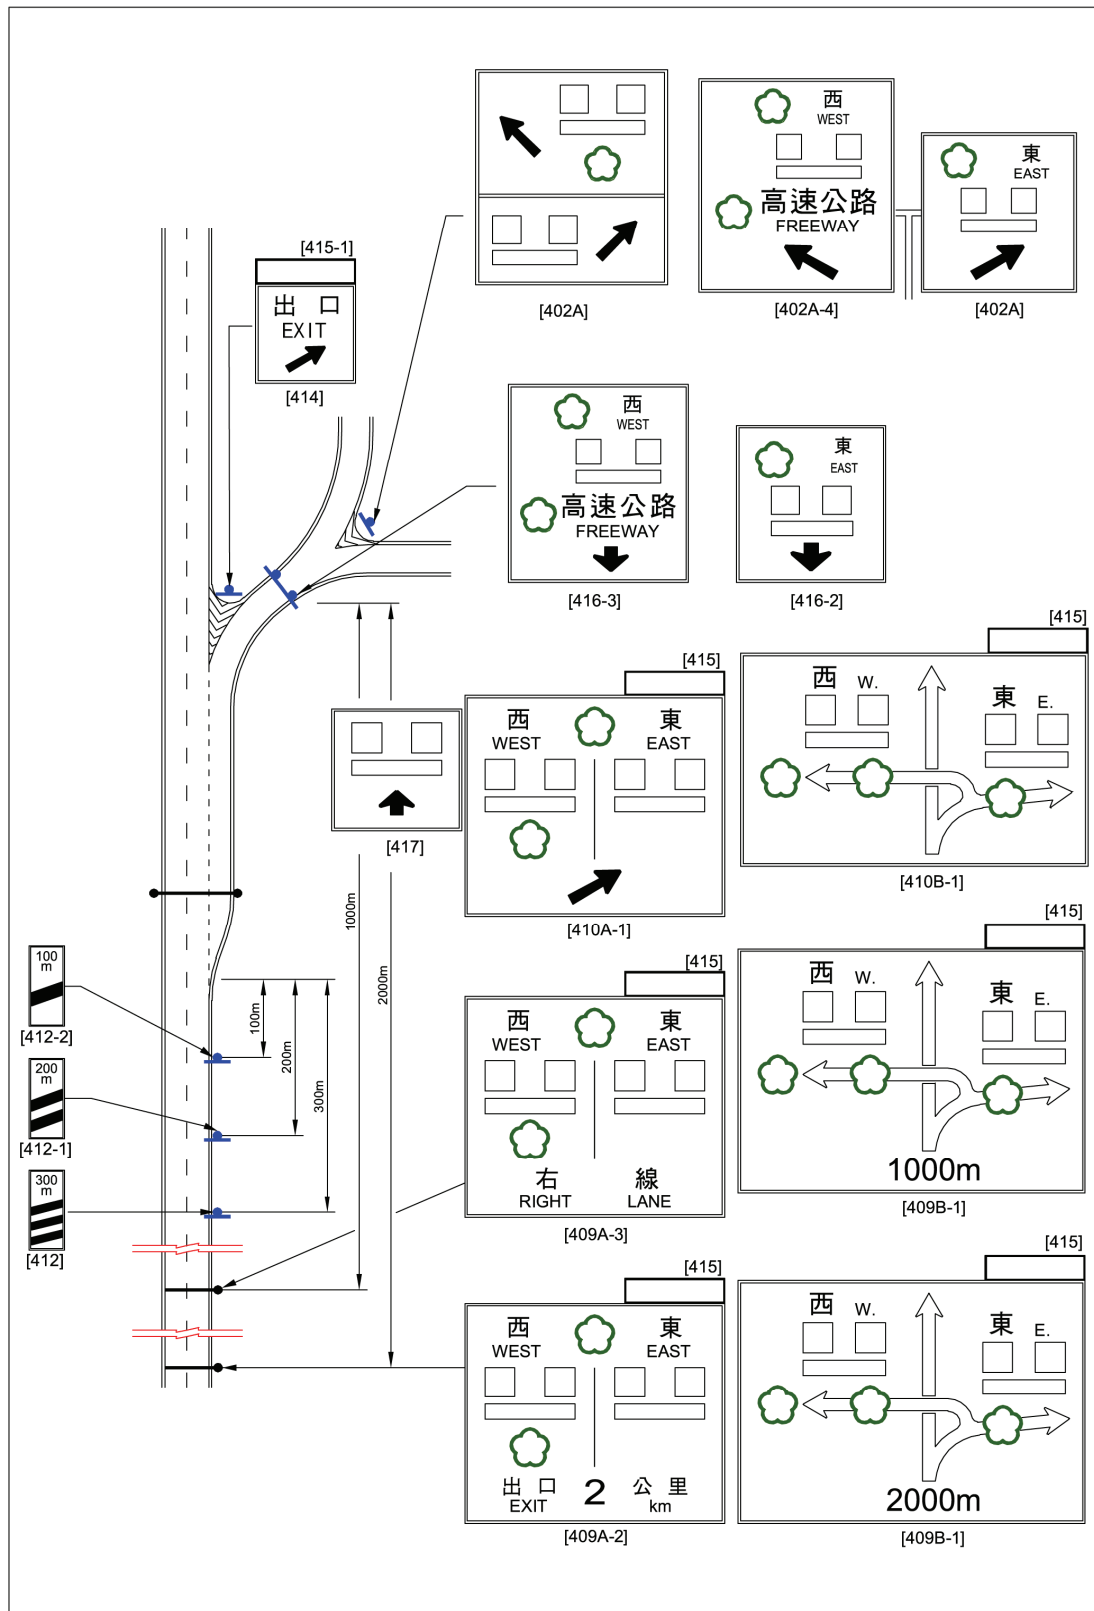 西
WEST
高速公路
FREEWAY
[402A-4]
東
EAST
[402A]
[402A]
[415-1]
出 口
EXIT
[414]
西
WEST
高速公路
FREEWAY
[416-3]
東
EAST
[416-2]
[417]
[415]
西
WEST
東
EAST
[410A-1]
[415]
西 W.
東 E.
[410B-1]
1000m
2000m
100m
200m
300m
100
m
[412-2]
200
m
[412-1]
300
m
[412]
[415]
西
WEST
東
EAST
右 線
RIGHT LANE
[409A-3]
[415]
西 W.
東 E.
1000m
[409B-1]
[415]
西
WEST
東
EAST
出 口 2 公 里
EXIT km
[409A-2]
[415]
西 W.
東 E.
2000m
[409B-1]